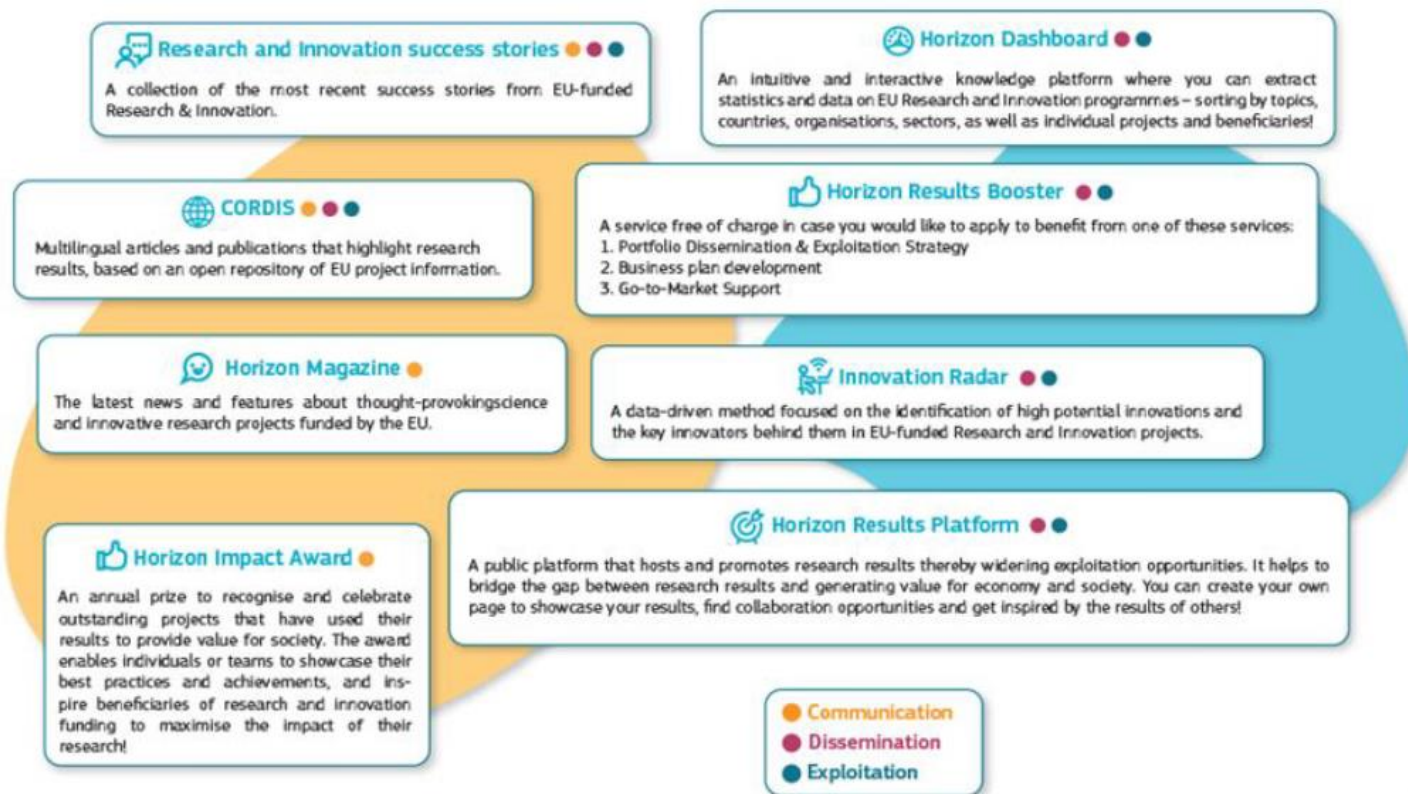 Research and Innovation success stories
A collection of the most recent success stories from EU-funded
Research & Innovation.
Horizon Dashboard
An intuitive and interactive knowledge platform where you can extract
statistics and data on EU Research and Innovation programmes – sorting by topics,
countries, organisations, sectors, as well as individual projects and beneficiaries!
CORDIS
Multilingual articles and publications that highlight research
results, based on an open repository of EU project information.
Horizon Results Booster
A service free of charge in case you would like to apply to benefit from one of these services:
1. Portfolio Dissemination & Exploitation Strategy
2. Business plan development
3. Go-to-Market Support
Horizon Magazine
The latest news and features about thought-provokingscience
and innovative research projects funded by the EU.
Innovation Radar
A data-driven method focused on the identification of high potential innovations and
the key innovators behind them in EU-funded Research and Innovation projects.
Horizon Impact Award
An annual prize to recognise and celebrate
outstanding projects that have used their
results to provide value for society. The award
enables individuals or teams to showcase their
best practices and achievements, and ins-
pire beneficiaries of research and innovation
funding to maximise the impact of their
research!
Horizon Results Platform
A public platform that hosts and promotes research results thereby widening exploitation opportunities. It helps to
bridge the gap between research results and generating value for economy and society. You can create your own
page to showcase your results, find collaboration opportunities and get inspired by the results of others!
Communication
Dissemination
Exploitation